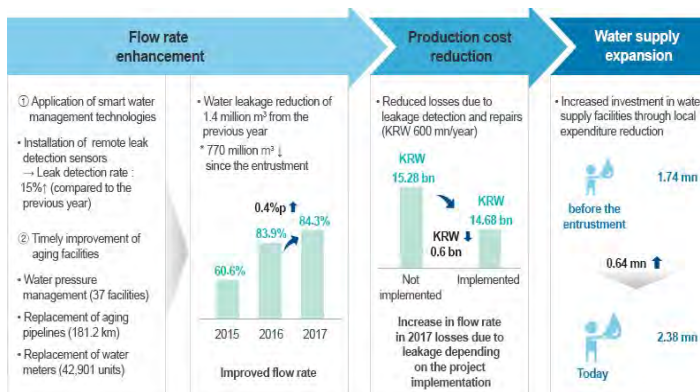 Flow rate
enhancement
Production cost
reduction
Water supply
expansion
① Application of smart water
management technologies
• Installation of remote leak
detection sensors
→ Leak detection rate :
15%↑ (compared to the
previous year)
② Timely improvement of
aging facilities
• Water pressure
management (37 facilities)
• Replacement of aging
pipelines (181.2 km)
• Replacement of water
meters (42,901 units)
• Water leakage reduction of
1.4 million m³ from the
previous year
* 770 million m³ ↓
since the entrustment
0.4%p ⬆
84.3%
83.9%
60.6%
2015 2016 2017
Improved flow rate
• Reduced losses due to
leakage detection and repairs
(KRW 600 mn/year)
KRW
15.28 bn
KRW
14.68 bn
KRW ⬇
0.6 bn
Not
implemented
Implemented
Increase in flow rate
in 2017 losses due to
leakage depending
on the project
implementation
• Increased investment in water
supply facilities through local
expenditure reduction
1.74 mn
before the
entrustment
0.64 mn ⬆
2.38 mn
Today